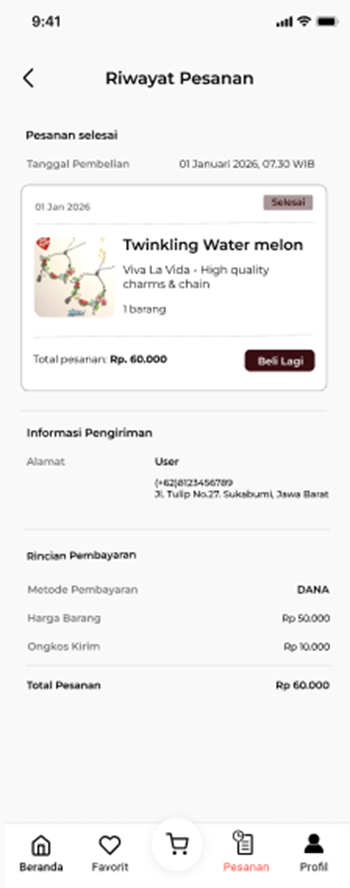 9:41
Riwayat Pesanan
Pesanan selesai
Tanggal Pembelian 01 Januari 2026, 07.30 WIB
01 Jan 2026 Selesai
Twinkling Water melon
Viva La Vida - High quality
charms & chain
1 barang
Total pesanan: Rp. 60.000 Beli Lagi
Informasi Pengiriman
Alamat User
(+62)8123456789
Jl. Tulip No.27. Sukabumi, Jawa Barat
Rincian Pembayaran
Metode Pembayaran DANA
Harga Barang Rp 50.000
Ongkos Kirim Rp 10.000
Total Pesanan Rp 60.000
Beranda Favorit Pesanan Profil